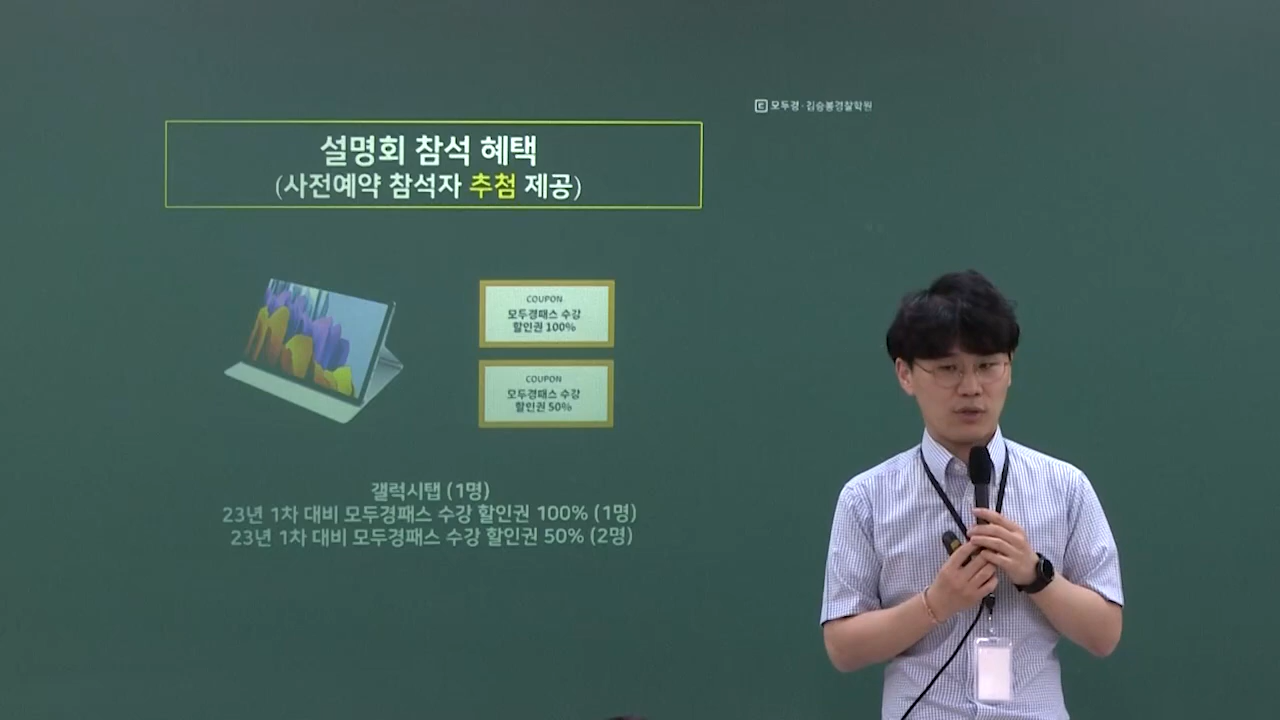 모두경·김승봉경찰학원
설명회 참석 혜택
(사전예약 참석자 추첨 제공)
COUPON
모두경패스 수강
할인권 100%
COUPON
모두경패스 수강
할인권 50%
갤럭시탭 (1명)
23년 1차 대비 모두경패스 수강 할인권 100% (1명)
23년 1차 대비 모두경패스 수강 할인권 50% (2명)